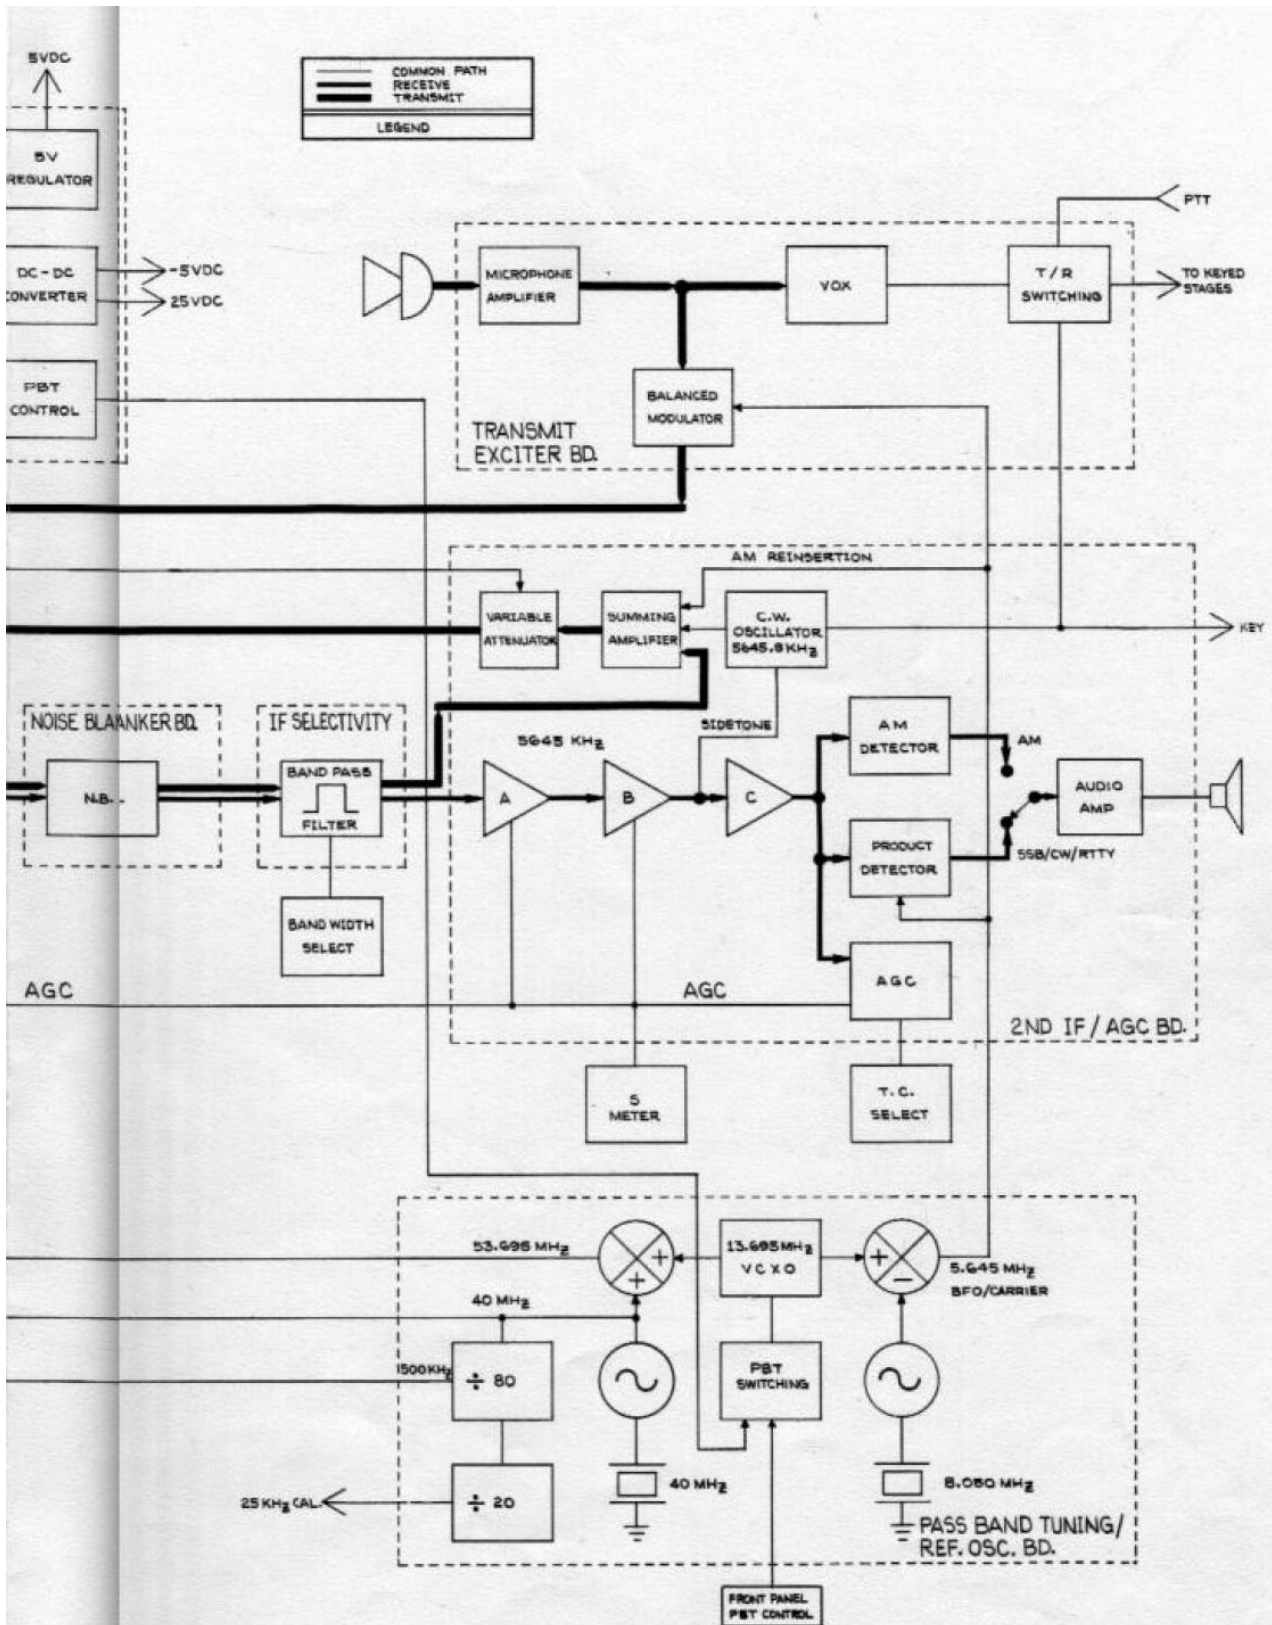 5VDC
COMMON PATH
RECEIVE
TRANSMIT
LEGEND
5V
REGULATOR
PTT
DC-DC
CONVERTER
-5VDC
25VDC
MICROPHONE
AMPLIFIER
VOX
T/R
SWITCHING
TO KEYED
STAGES
PBT
CONTROL
BALANCED
MODULATOR
TRANSMIT
EXCITER BD.
AM REINSERTION
VARIABLE
ATTENUATOR
SUMMING
AMPLIFIER
C.W.
OSCILLATOR
5645.8 KHz
KEY
NOISE BLAANKER BD.
IF SELECTIVITY
SIDETONE
5645 KHz
AM
DETECTOR
AM
N.B..
BAND PASS
FILTER
A
B
C
AUDIO
AMP
PRODUCT
DETECTOR
SSB/CW/RTTY
BAND WIDTH
SELECT
AGC
AGC
AGC
2ND IF/AGC BD.
S
METER
T.C.
SELECT
53.695 MHz
+
+
13.695MHz
VCXO
+
-
5.645 MHz
BFO/CARRIER
40 MHz
500KHz
÷ 80
PBT
SWITCHING
25 KHz CAL.
÷ 20
40 MHz
8.050 MHz
PASS BAND TUNING/
REF. OSC. BD.
FRONT PANEL
PBT CONTROL